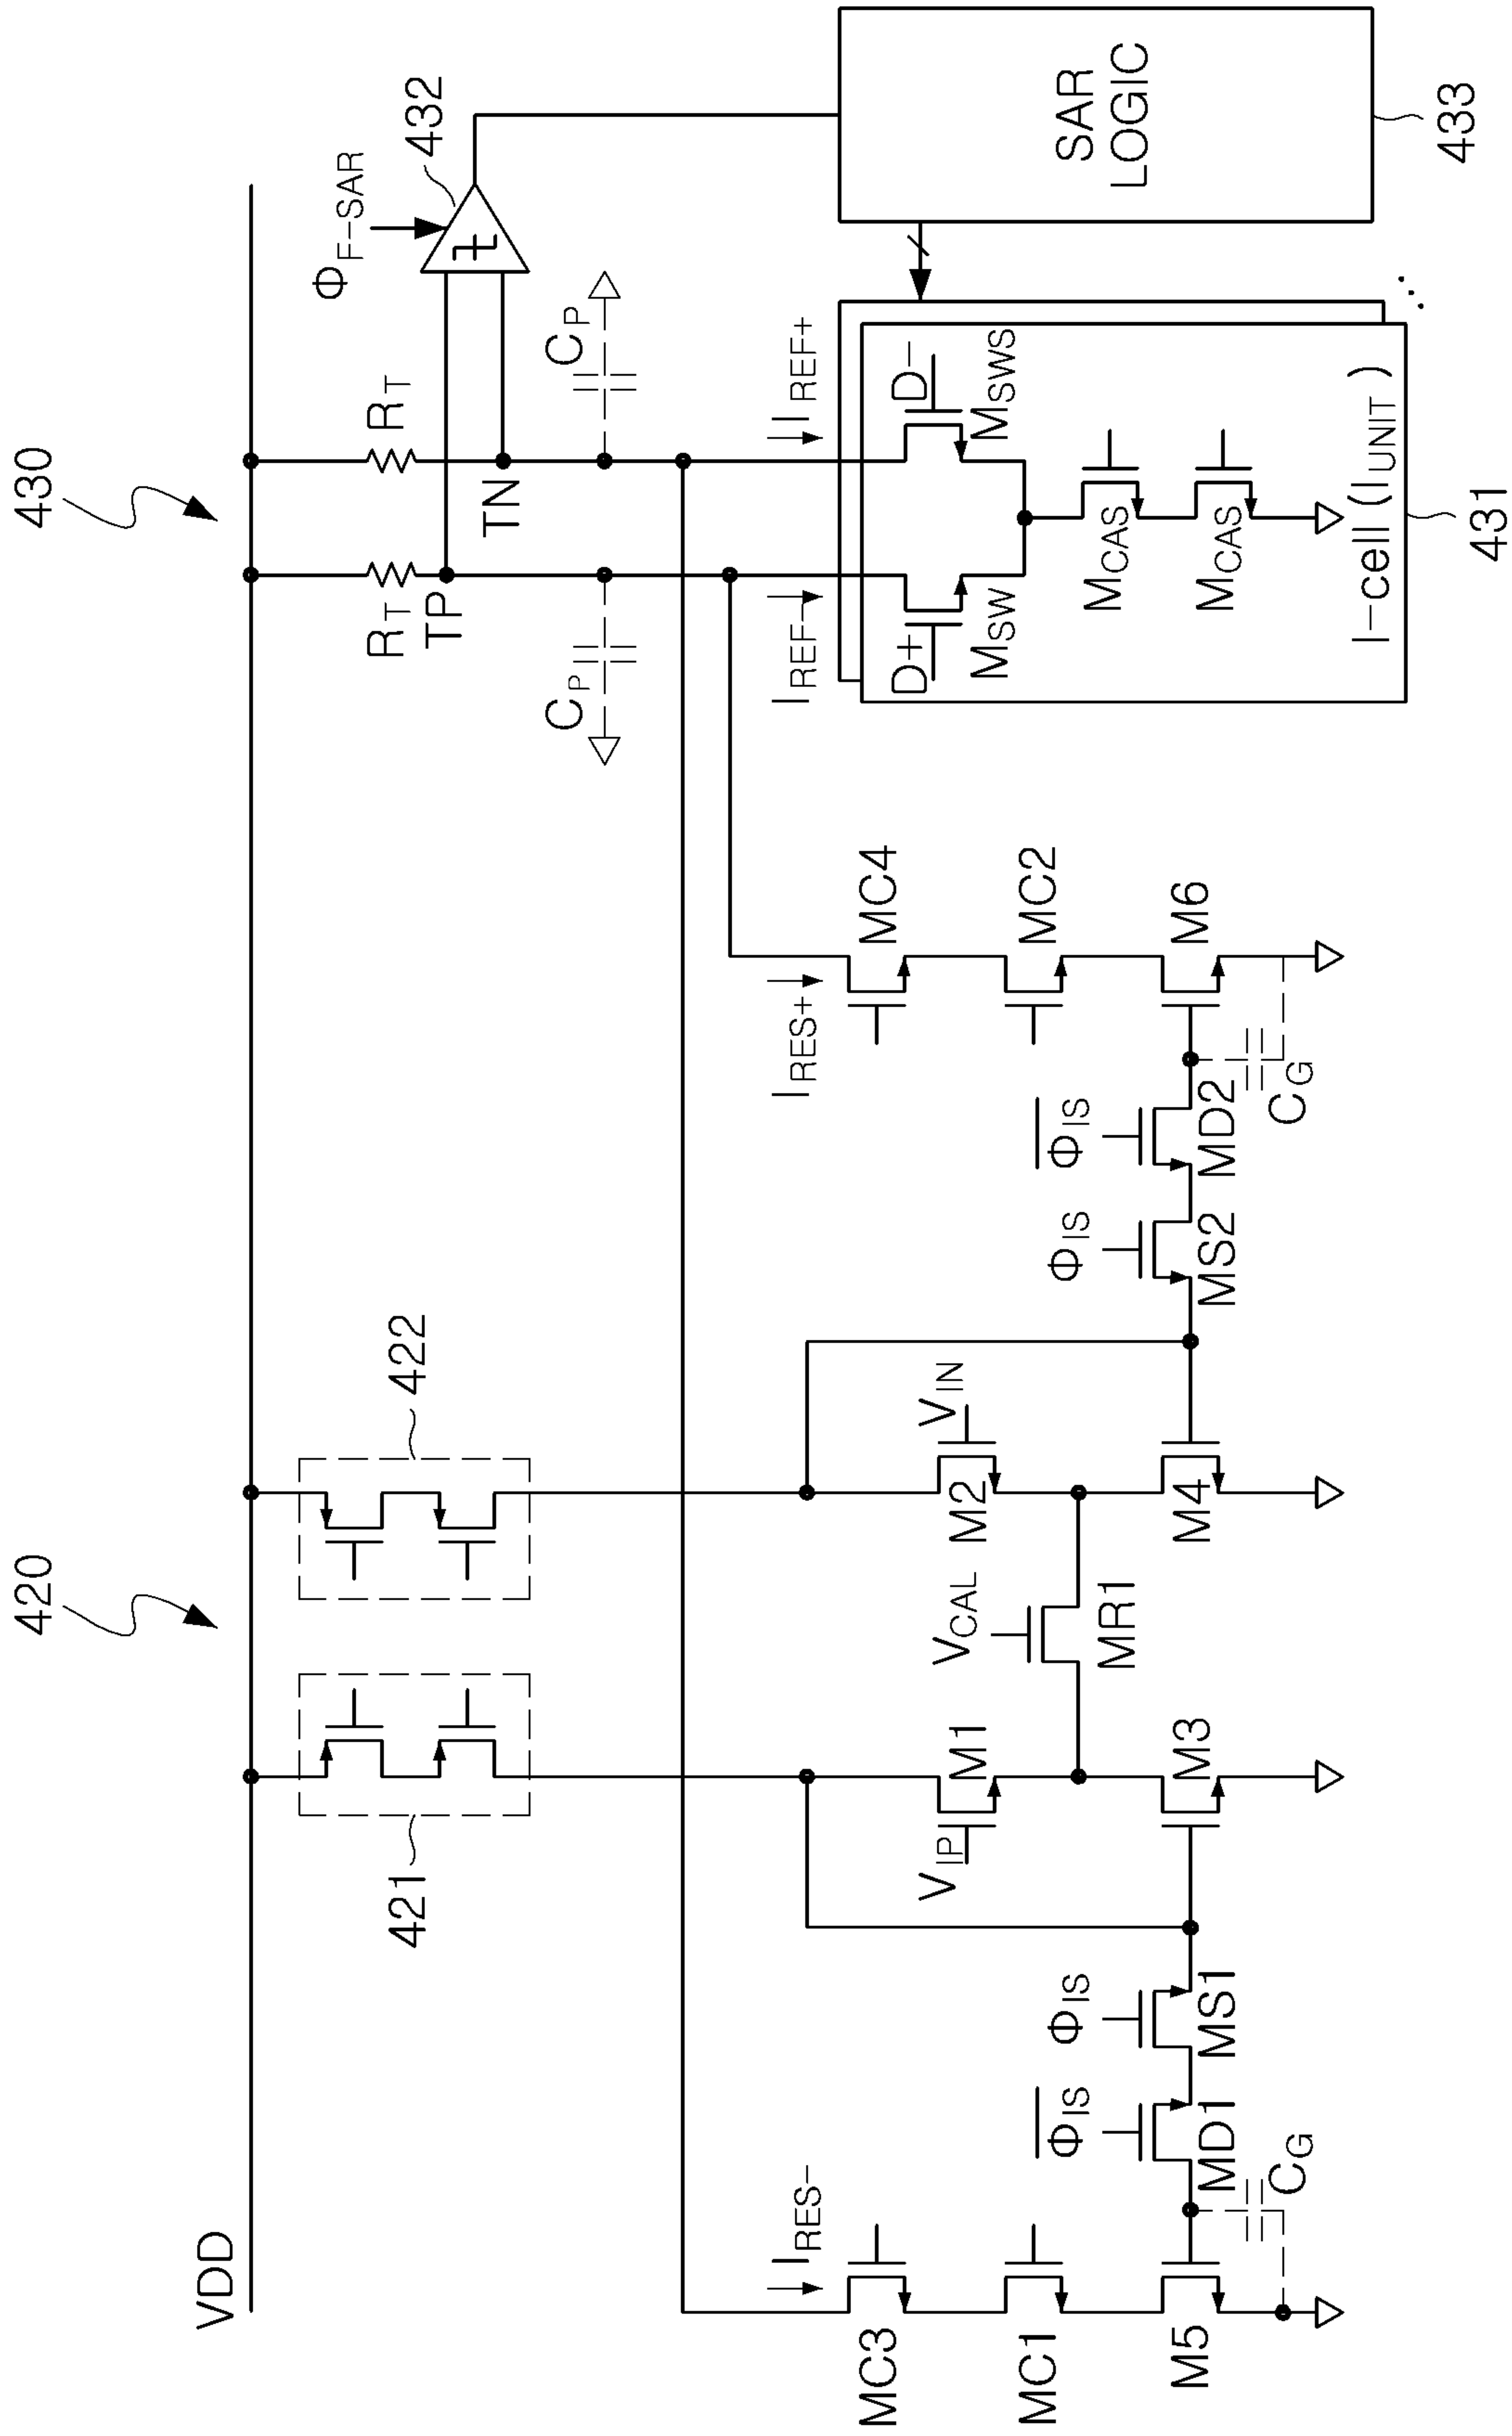 420
430
VDD
421
422
R_T
R_T
TP
TN
Φ_F-SAR
432
C_P
C_P
I_RES-
I_RES+
I_REF-
I_REF+
MC3
MC4
V_IP
M1
V_CAL
M2
V_IN
D+
D-
M_SW
M_SWS
SAR
LOGIC
MC1
MC2
Φ_IS
Φ_IS
Φ_IS
Φ_IS
MR1
M_CAS
M5
MD1
MS1
M3
M4
MS2
MD2
M6
M_CAS
C_G
C_G
I-cell (I_UNIT)
433
431